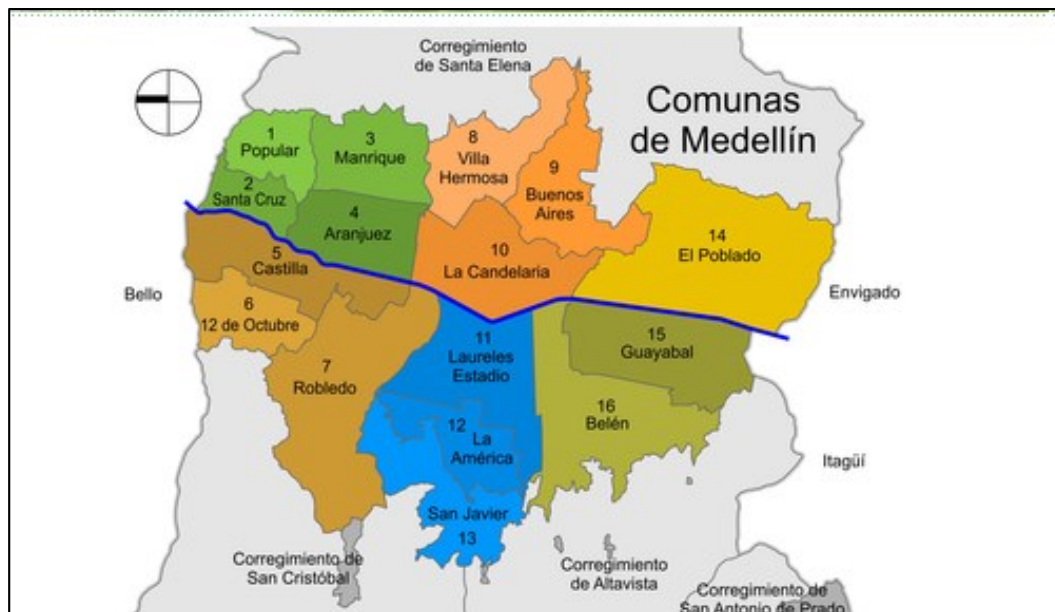 Corregimiento
de Santa Elena
Comunas
de Medellín
1
Popular
3
Manrique
8
Villa
Hermosa
9
Buenos
Aires
2
Santa Cruz
4
Aranjuez
14
El Poblado
10
La Candelaria
5
Castilla
Bello
Envigado
6
12 de Octubre
11
Laureles
Estadio
15
Guayabal
7
Robledo
16
Belén
12
La
América
Itagüí
San Javier
13
Corregimiento de
San Cristóbal
Corregimiento
de Altavista
Corregimiento de
San Antonio de Prado